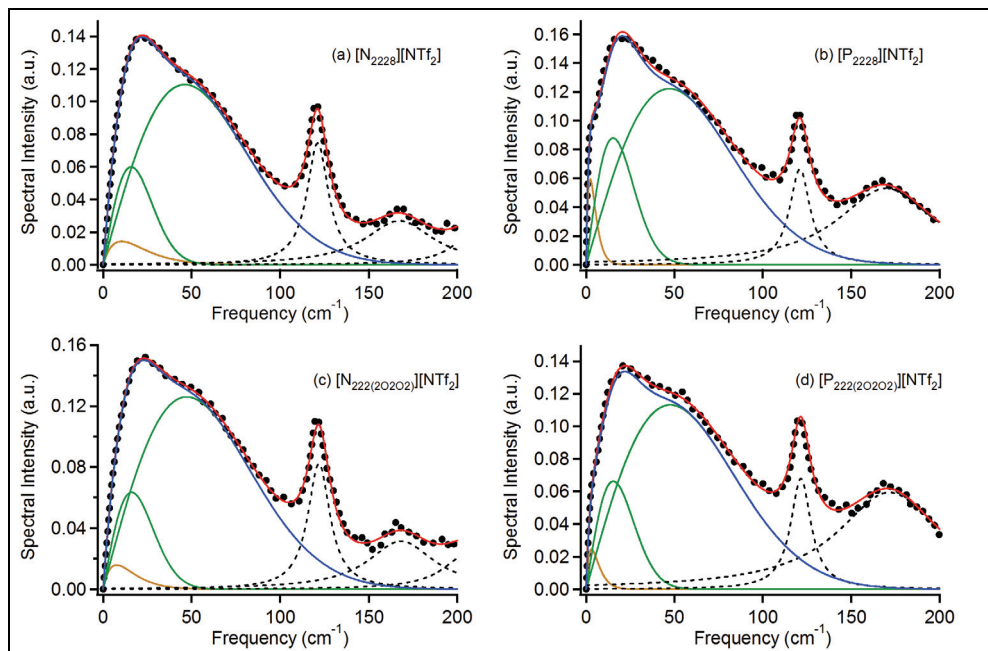 (a) [N2228][NTf2]
Spectral Intensity (a.u.)
0.14
0.12
0.10
0.08
0.06
0.04
0.02
0.00
0 50 100 150 200
Frequency (cm-1)
(b) [P2228][NTf2]
Spectral Intensity (a.u.)
0.16
0.14
0.12
0.10
0.08
0.06
0.04
0.02
0.00
0 50 100 150 200
Frequency (cm-1)
(c) [N222(2O2O2)][NTf2]
Spectral Intensity (a.u.)
0.16
0.12
0.08
0.04
0.00
0 50 100 150 200
Frequency (cm-1)
(d) [P222(2O2O2)][NTf2]
Spectral Intensity (a.u.)
0.14
0.12
0.10
0.08
0.06
0.04
0.02
0.00
0 50 100 150 200
Frequency (cm-1)